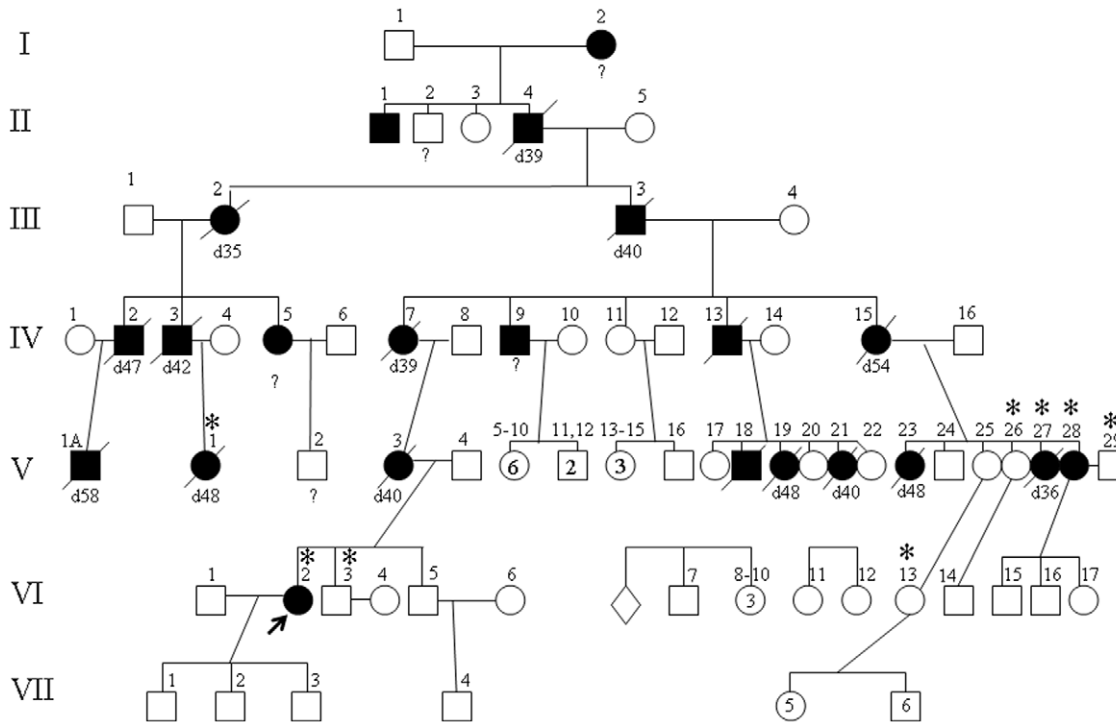 1 2
I
?
1 2 3 4 5
II
? d39
1 2 3 4
III
d35 d40
1 2 3 4 5 6 7 8 9 10 11 12 13 14 15 16
IV
d47 d42 ? d39 ? d54
* * * * *
1A 1 2 3 4 5-10 11,12 13-15 16 17 18 19 20 21 22 23 24 25 26 27 28 29
V
6 2 3
d58 d48 ? d40 d48 d40 d48 d36
* * *
1 2 3 4 5 6 7 8-10 11 12 13 14 15 16 17
VI
3
1 2 3 4
VII
5 6